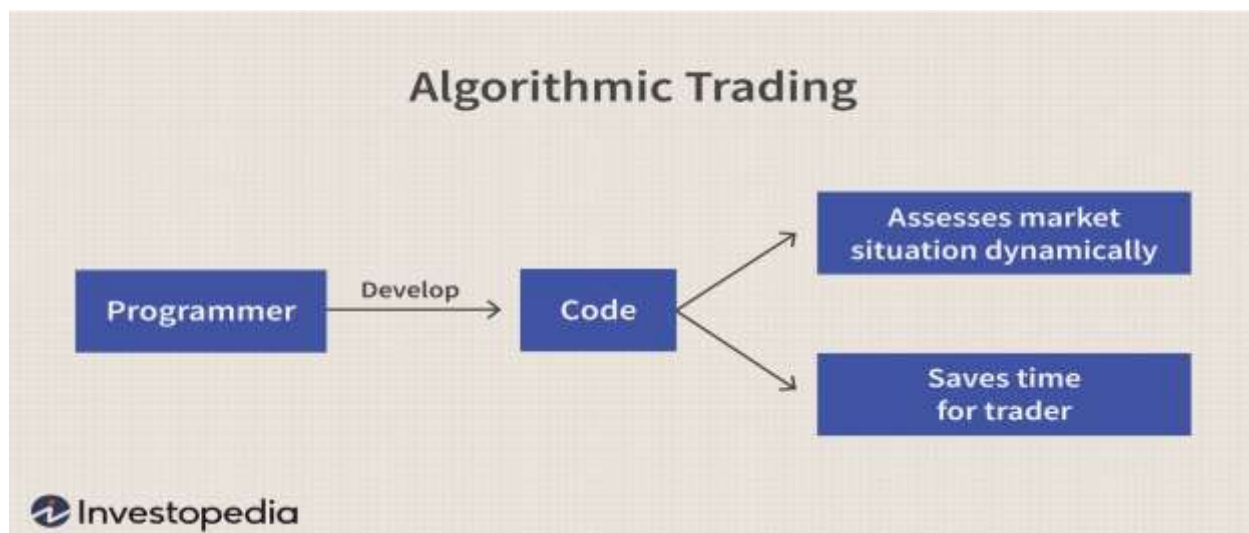 Algorithmic Trading
Programmer
Develop
Code
Assesses market
situation dynamically
Saves time
for trader
Investopedia